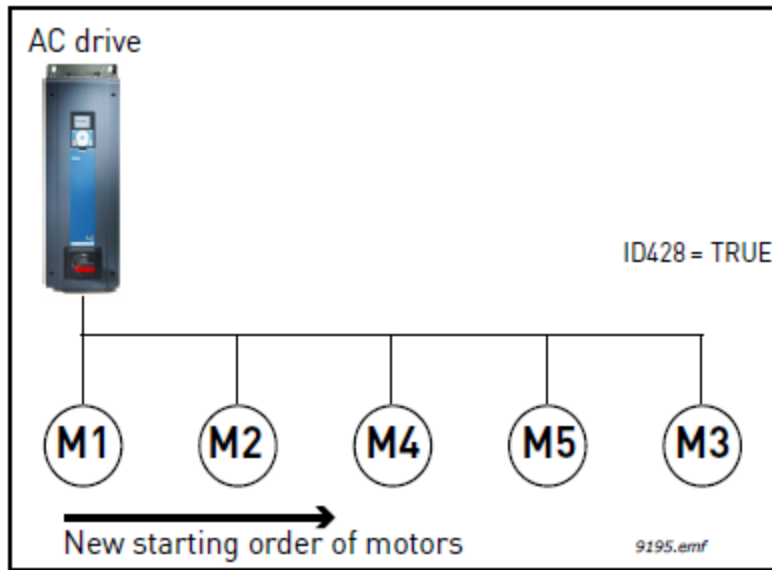 AC drive
ID428 = TRUE
M1 M2 M4 M5 M3
New starting order of motors
9195.emf